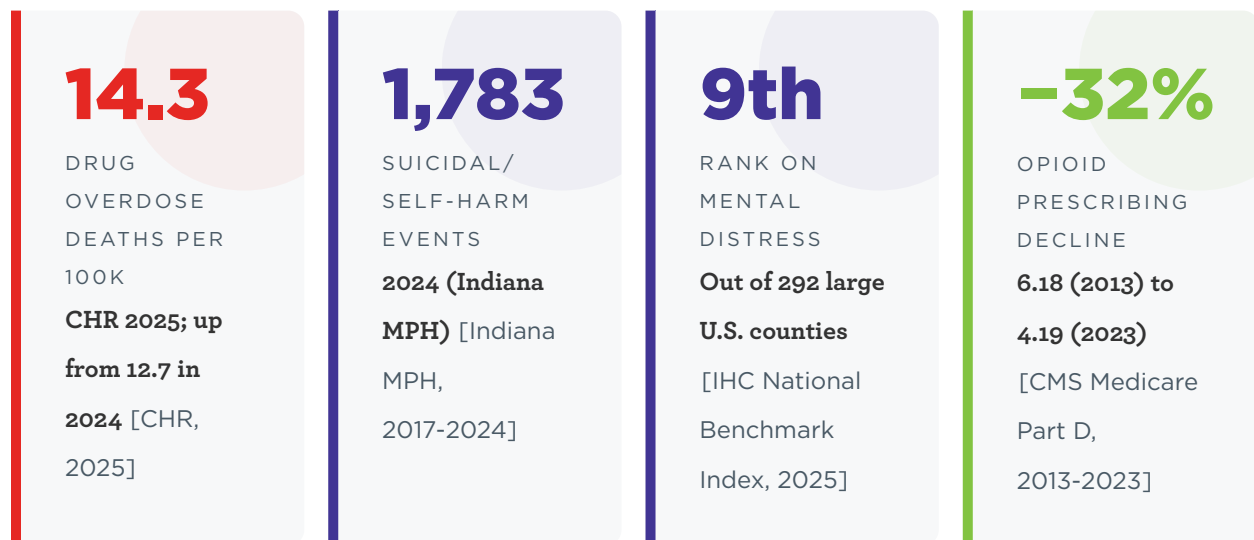 14.3
DRUG
OVERDOSE
DEATHS PER
100K
CHR 2025; up
from 12.7 in
2024 [CHR,
2025]
1,783
SUICIDAL/
SELF-HARM
EVENTS
2024 (Indiana
MPH) [Indiana
MPH,
2017-2024]
9th
RANK ON
MENTAL
DISTRESS
Out of 292 large
U.S. counties
[IHC National
Benchmark
Index, 2025]
−32%
OPIOID
PRESCRIBING
DECLINE
6.18 (2013) to
4.19 (2023)
[CMS Medicare
Part D,
2013-2023]